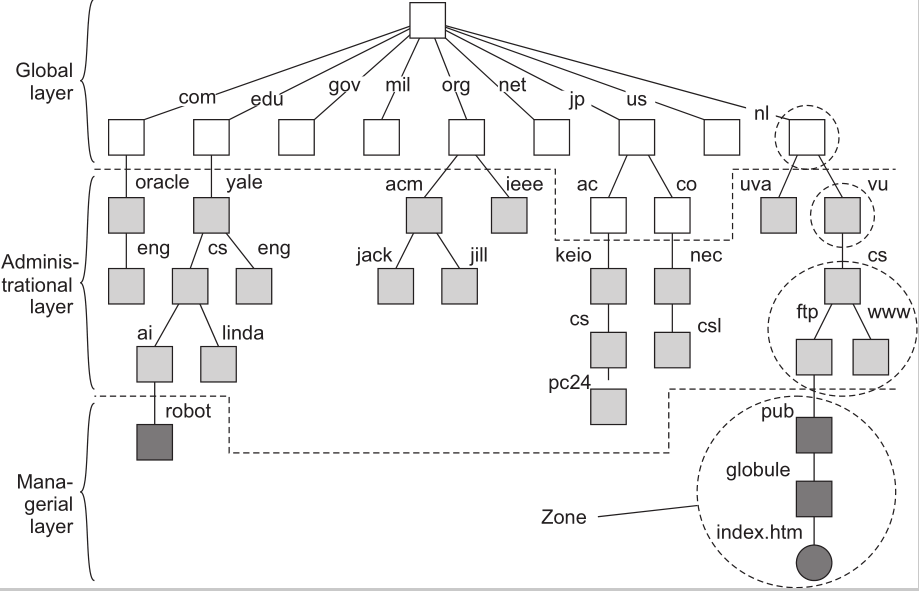 Global
layer
com
edu
gov
mil
org
net
jp
us
nl
oracle
yale
acm
ieee
ac
co
uva
vu
Adminis-
trational
layer
eng
cs
eng
jack
jill
keio
nec
cs
ai
linda
cs
csl
ftp
www
pc24
Mana-
gerial
layer
robot
pub
globule
Zone
index.htm